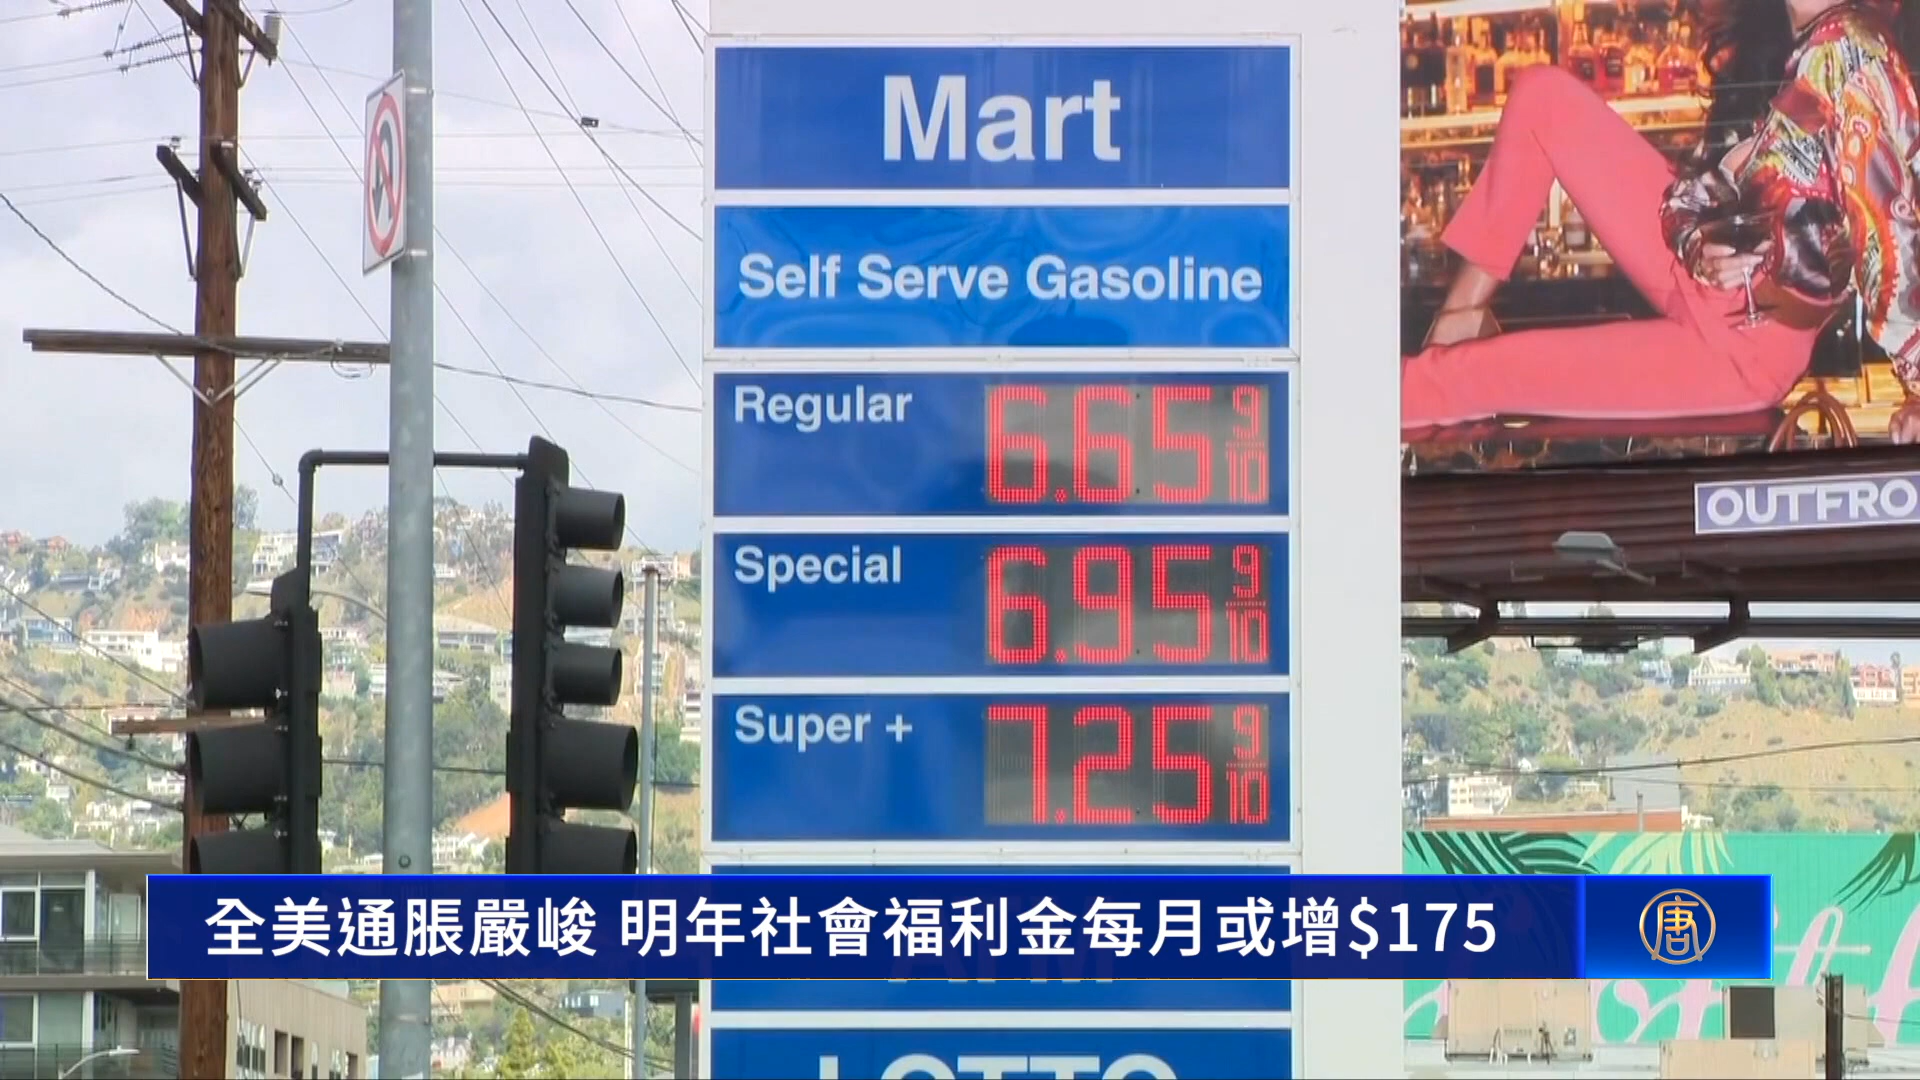 Mart
Self Serve Gasoline
Regular 6.65 9/10
Special 6.95 9/10
Super + 7.25 9/10
OUTFRO
全美通脹嚴峻 明年社會福利金每月或增$175
唐
LOTTO